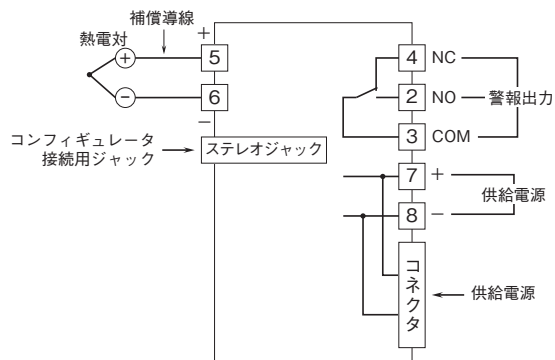 補償導線
熱電対
+
5
+
6
−
−
コンフィギュレータ
接続用ジャック
ステレオジャック
4 NC
2 NO
警報出力
3 COM
7 +
供給電源
8 −
コネクタ
供給電源